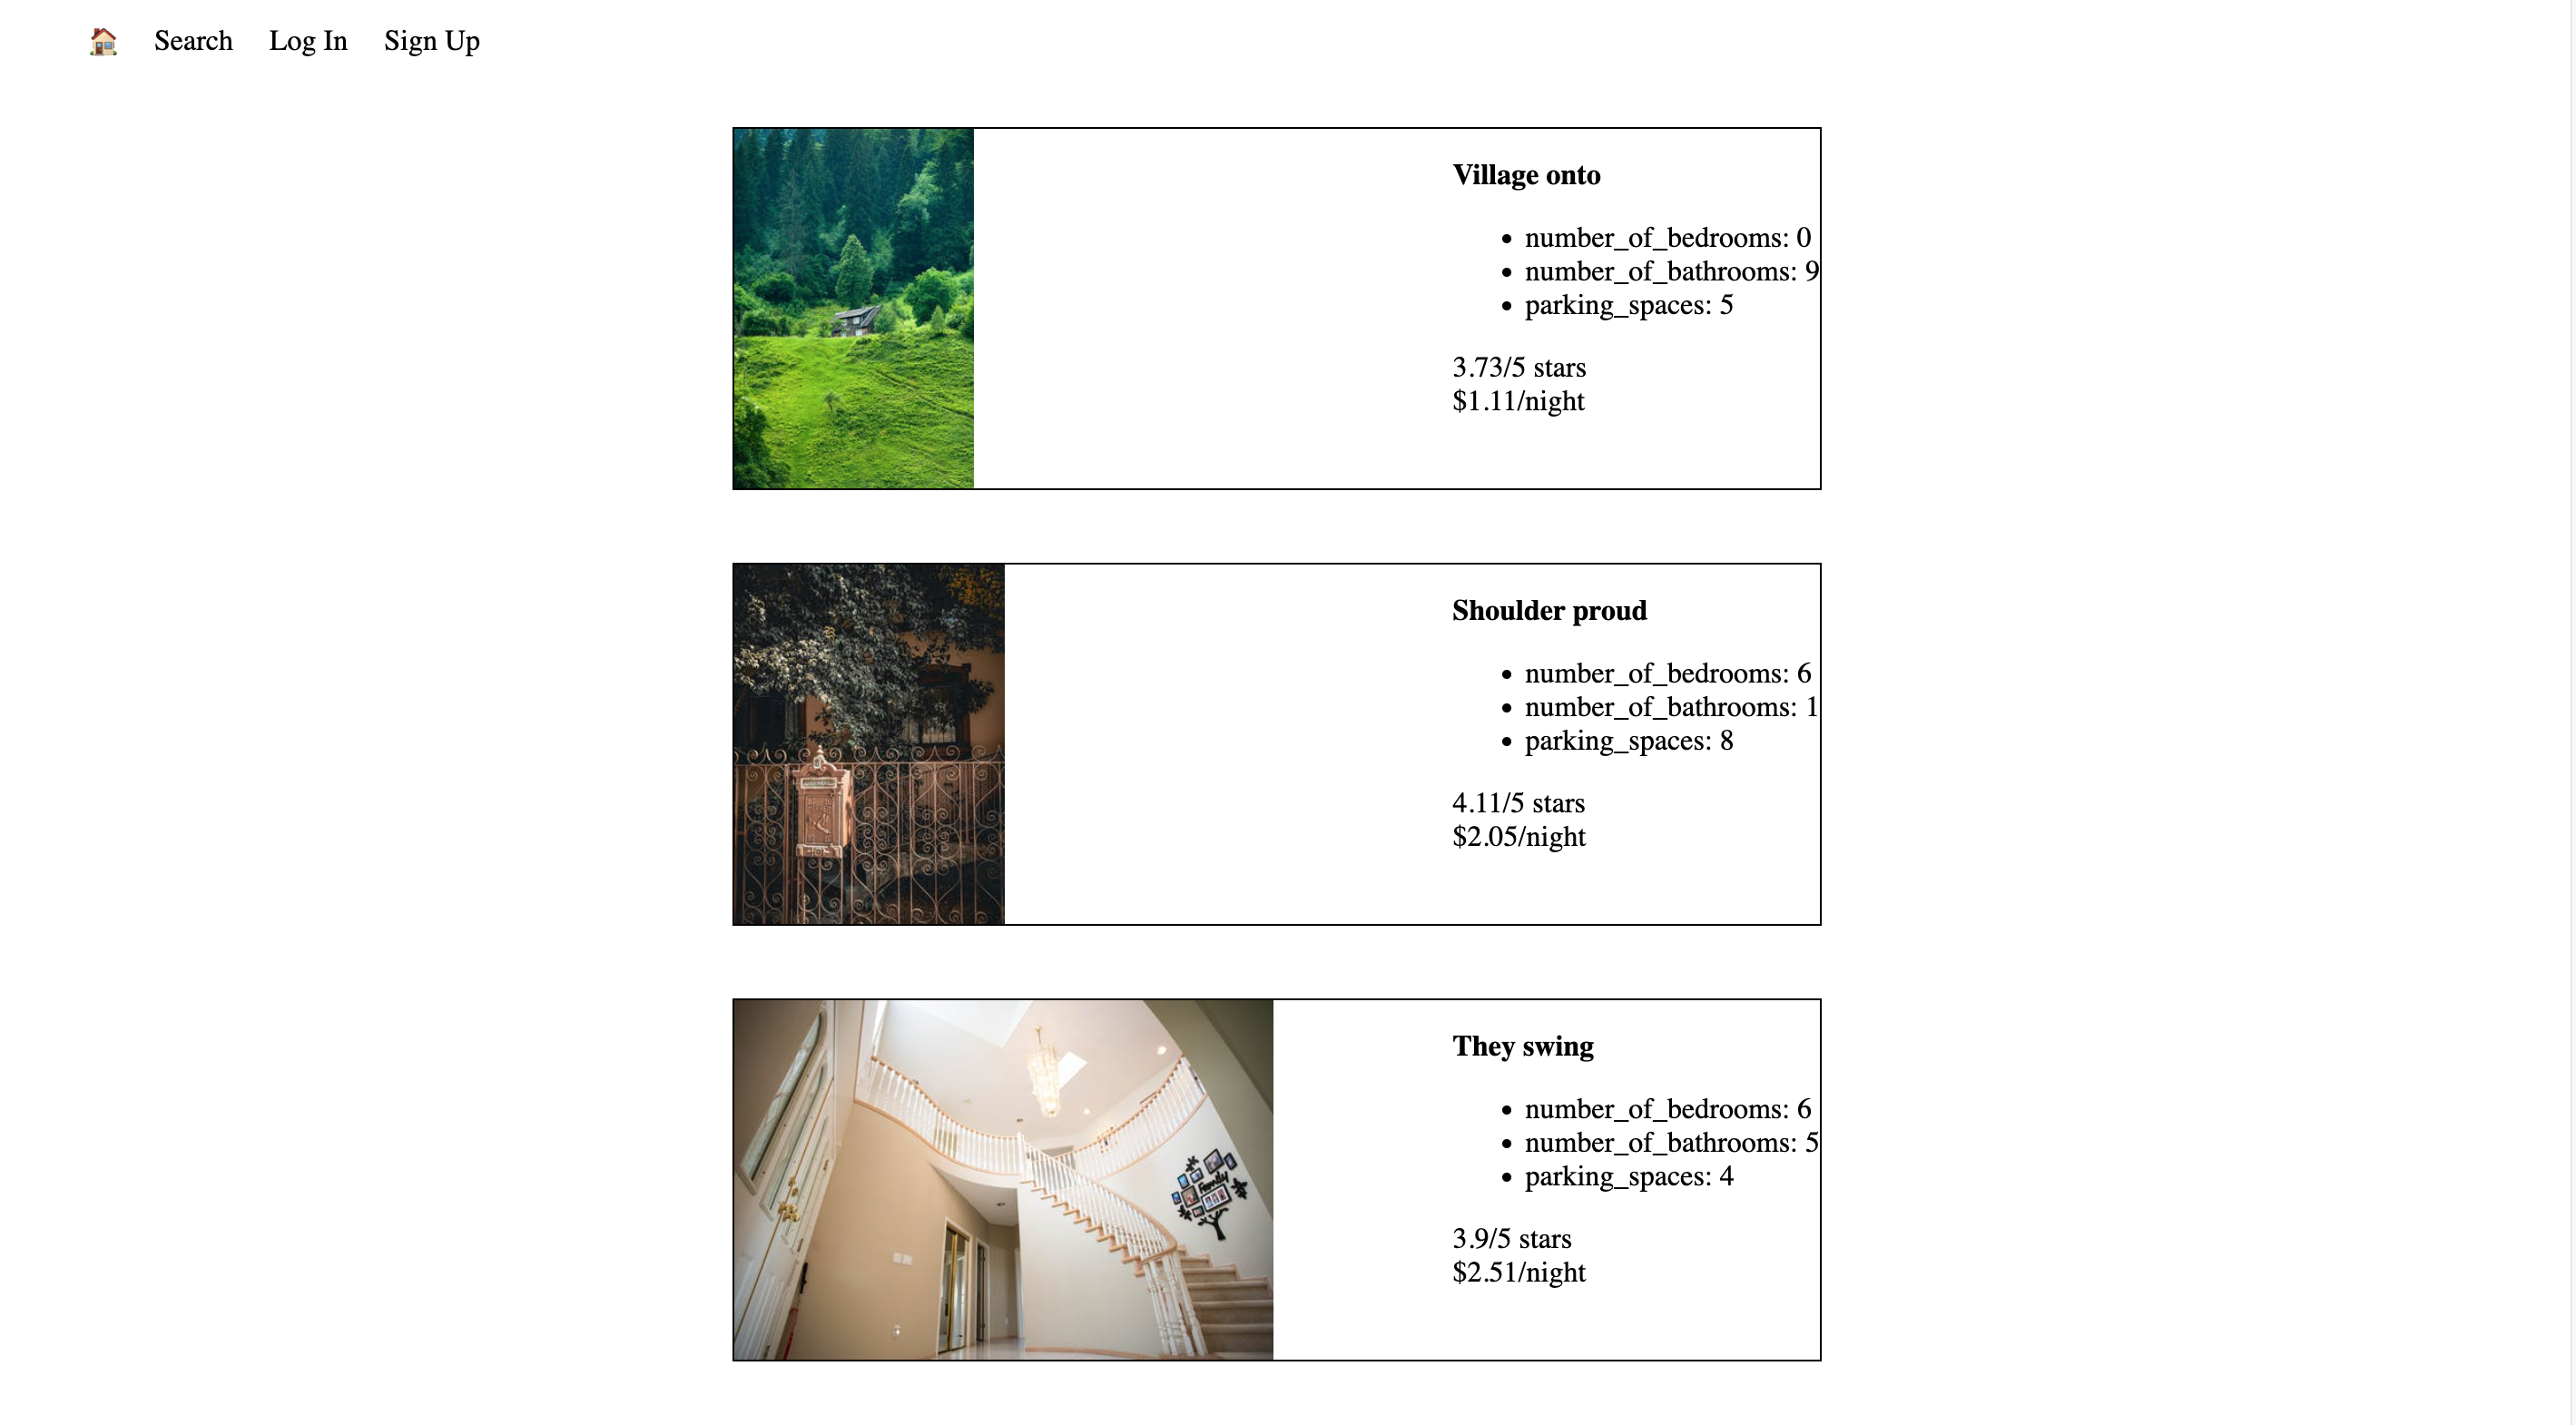 Search Log In Sign Up
Village onto
• number_of_bedrooms: 0
• number_of_bathrooms: 9
• parking_spaces: 5
3.73/5 stars
$1.11/night
Shoulder proud
• number_of_bedrooms: 6
• number_of_bathrooms: 1
• parking_spaces: 8
4.11/5 stars
$2.05/night
They swing
• number_of_bedrooms: 6
• number_of_bathrooms: 5
• parking_spaces: 4
3.9/5 stars
$2.51/night
family